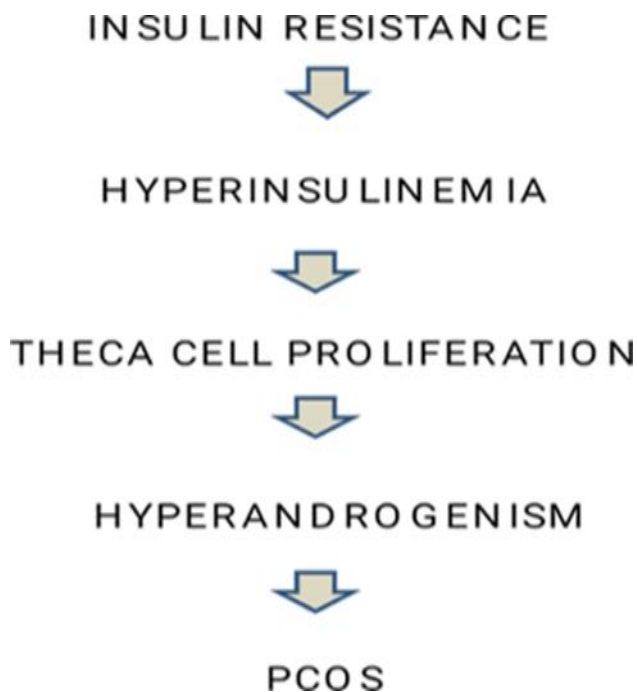 INSULIN RESISTANCE
HYPERINSULINEMIA
THECA CELL PROLIFERATION
HYPERANDROGENISM
PCOS